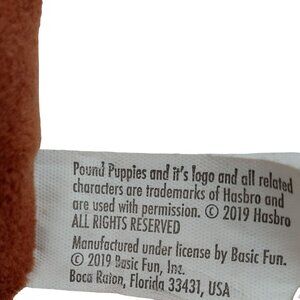 Pound Puppies and it's logo and all related
characters are trademarks of Hasbro and
are used with permission. © 2019 Hasbro
ALL RIGHTS RESERVED
Manufactured under license by Basic Fun.
© 2019 Basic Fun, Inc.
Boca Raton, Florida 33431, USA